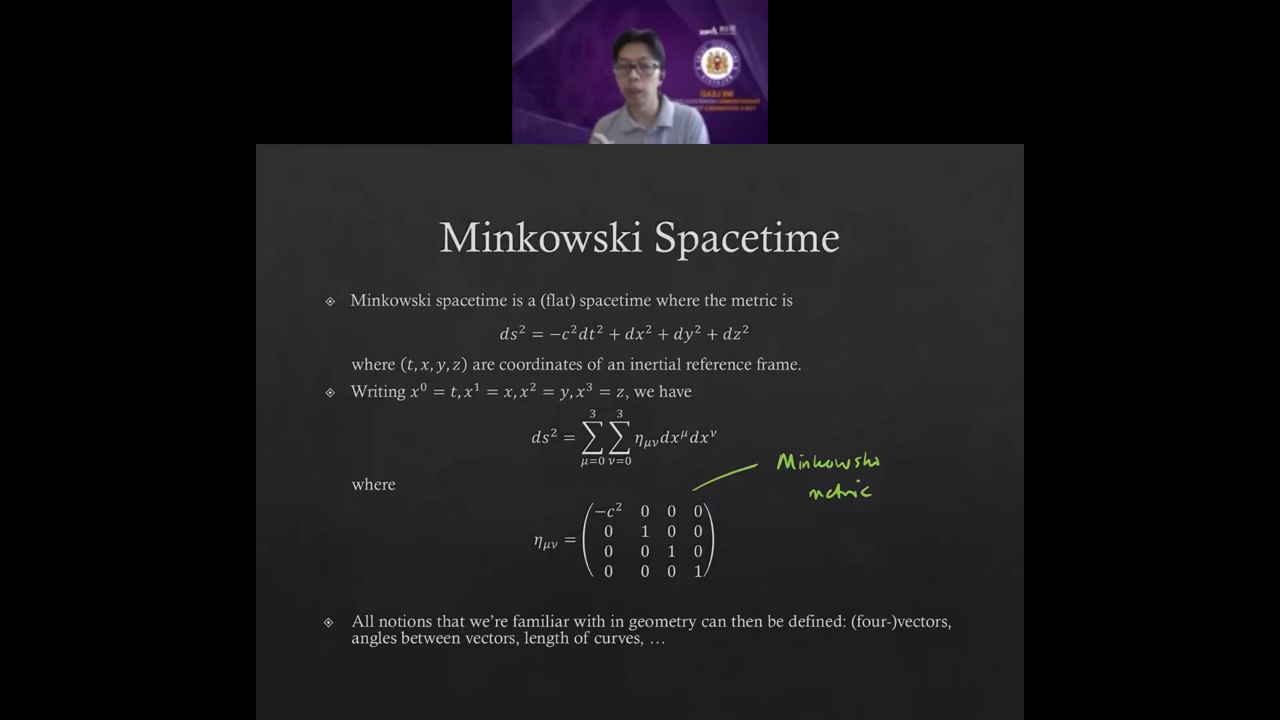 Minkowski Spacetime
Minkowski spacetime is a (flat) spacetime where the metric is
ds² = −c²dt² + dx² + dy² + dz²
where (t, x, y, z) are coordinates of an inertial reference frame.
Writing x⁰ = t, x¹ = x, x² = y, x³ = z, we have
3 3
ds² = ∑ ∑ η_μν dx^μ dx^ν
μ=0 ν=0
Minkowski
metric
where
−c² 0 0 0
0 1 0 0
η_μν =
0 0 1 0
0 0 0 1
All notions that we're familiar with in geometry can then be defined: (four-)vectors,
angles between vectors, length of curves, …